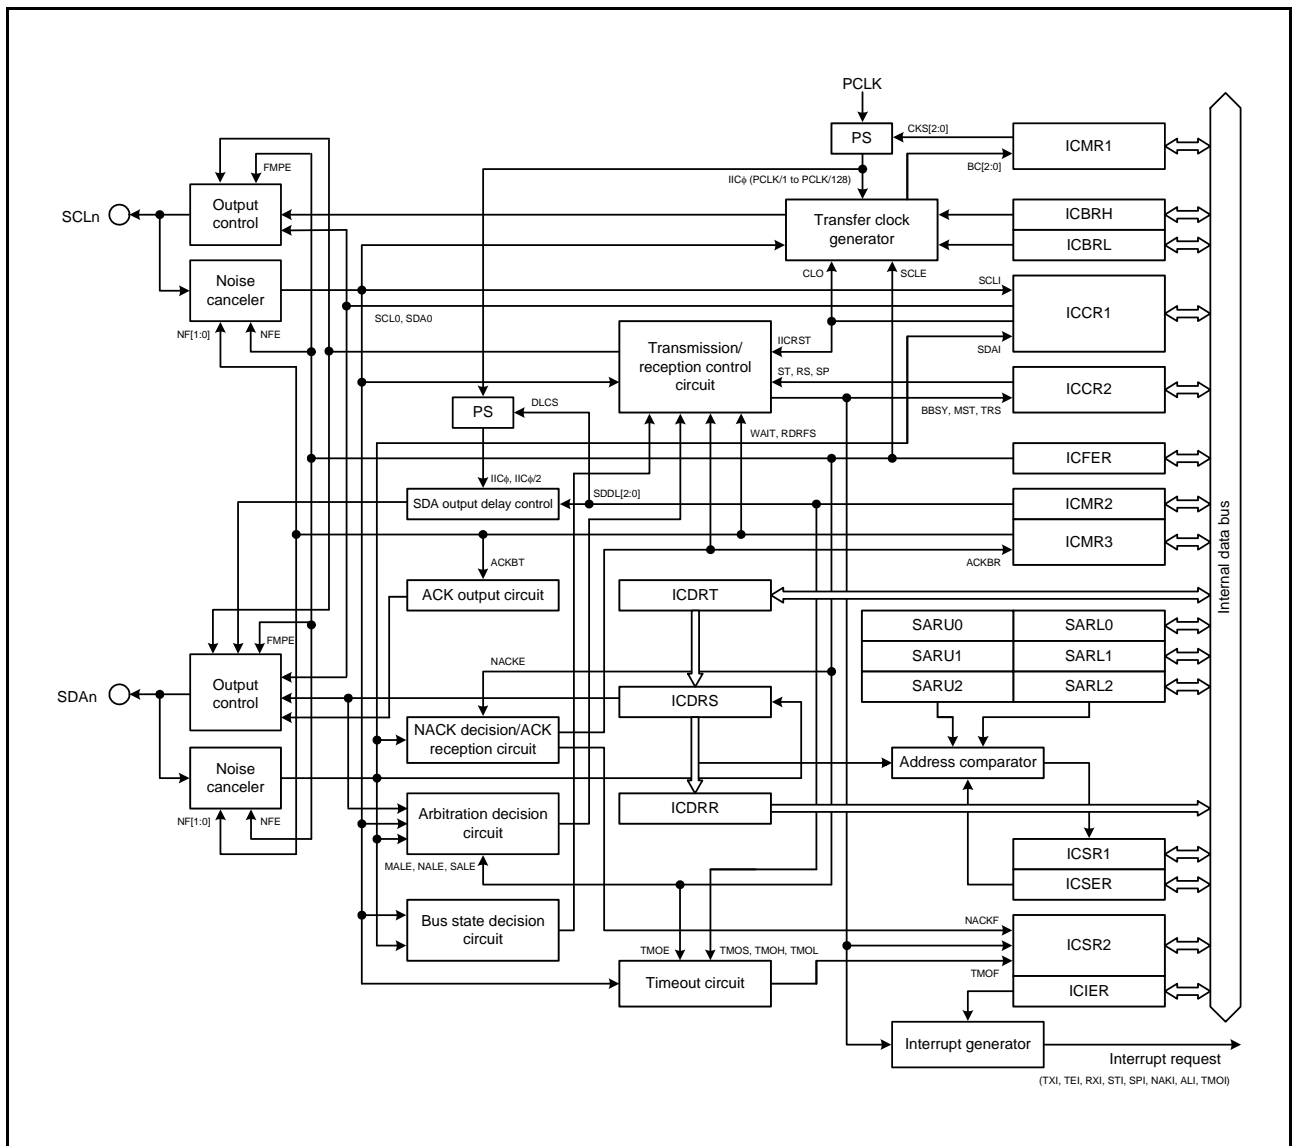 PCLK
PS
CKS[2:0]
ICMR1
BC[2:0]
FMPE
IICϕ (PCLK/1 to PCLK/128)
SCLn
Output
control
Transfer clock
generator
ICBRH
ICBRL
Noise
canceler
CLO
SCLE
SCLI
ICCR1
SCL0, SDA0
NF[1:0]
NFE
IICRST
SDAI
Transmission/
reception control
circuit
ST, RS, SP
ICCR2
BBSY, MST, TRS
PS
DLCS
WAIT, RDRFS
ICFER
IICϕ, IICϕ/2
SDA output delay control
SDDL[2:0]
ICMR2
ICMR3
ACKBT
ACKBR
ACK output circuit
ICDRT
Internal data bus
SARU0
SARL0
FMPE
SARU1
SARL1
NACKE
SARU2
SARL2
SDAn
Output
control
ICDRS
NACK decision/ACK
reception circuit
Address comparator
Noise
canceler
ICDRR
Arbitration decision
circuit
NF[1:0]
NFE
MALE, NALE, SALE
ICSR1
ICSER
Bus state decision
circuit
NACKF
ICSR2
TMOE
TMOS, TMOH, TMOL
TMOF
Timeout circuit
ICIER
Interrupt generator
Interrupt request
(TXI, TEI, RXI, STI, SPI, NAKI, ALI, TMOI)